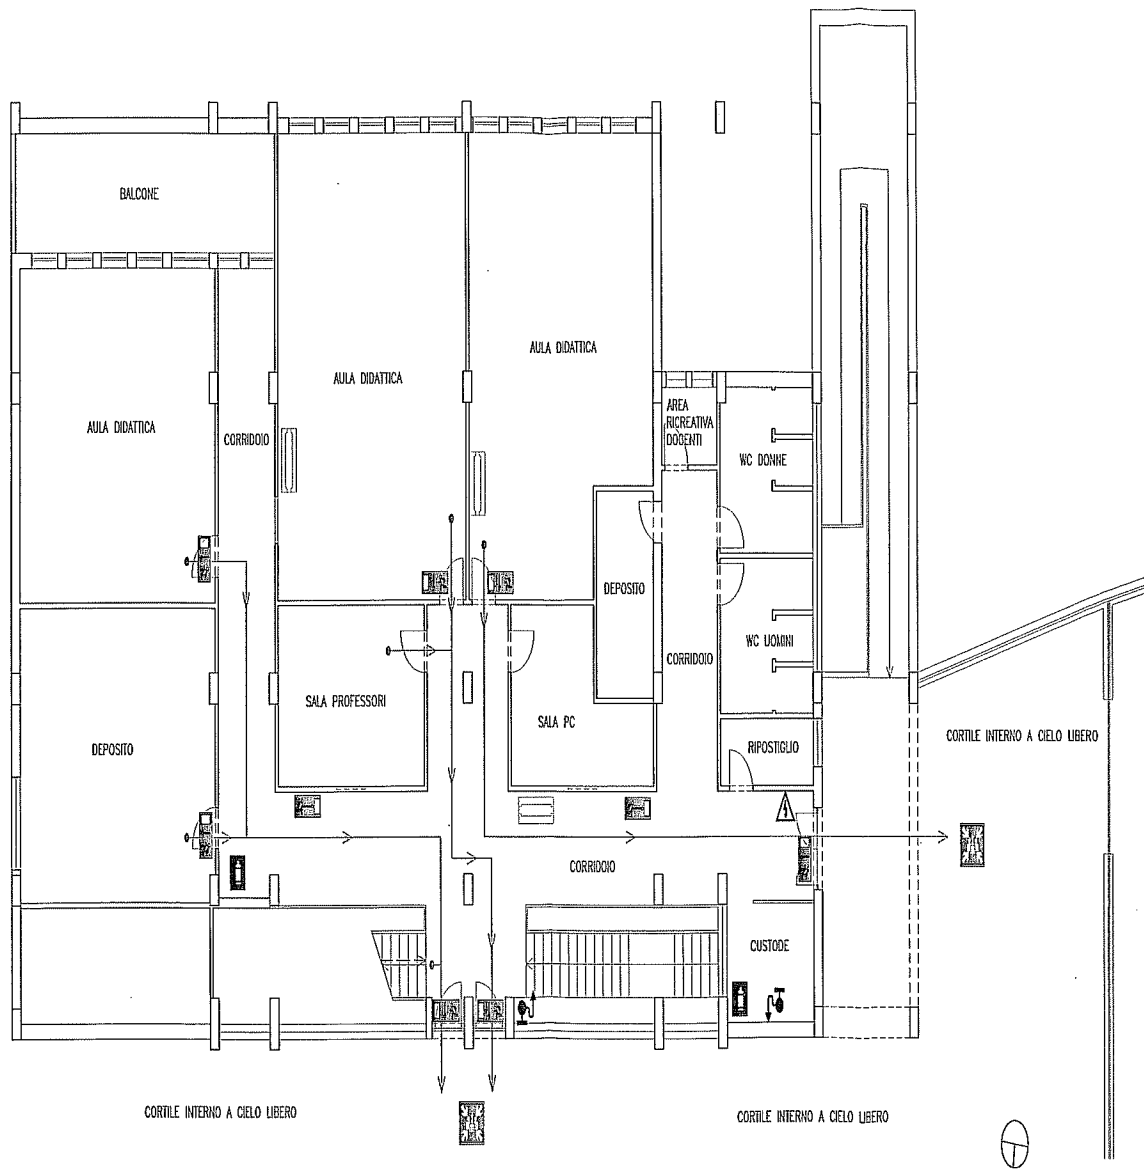 BALCONE
AULA DIDATTICA
AULA DIDATTICA
AREA
RICREATIVA
DOCENTI
AULA DIDATTICA
CORRIDOIO
WC DONNE
DEPOSITO
WC UOMINI
CORRIDOIO
SALA PROFESSORI
SALA PC
CORTILE INTERNO A CIELO LIBERO
DEPOSITO
RIPOSTIGLIO
CORRIDOIO
CUSTODE
CORTILE INTERNO A CIELO LIBERO
CORTILE INTERNO A CIELO LIBERO